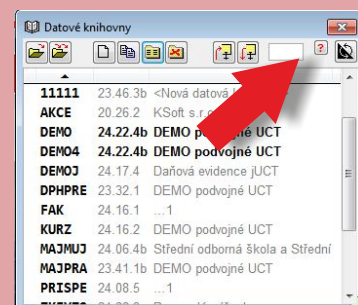 Datové knihovny
?
11111 23.46.3b <Nová datová
AKCE 20.26.2 KSoft s.r.o
DEMO 24.22.4b DEMO podvojné UCT
DEMO4 24.22.4b DEMO podvojné UCT
DEMOJ 24.17.4 Daňová evidence jUCT
DPHPRE 23.32.1 DEMO podvojné UCT
FAK 24.16.1 ...1
KURZ 24.16.2 DEMO podvojné UCT
MAJMUJ 24.06.4b Střední odborná škola a Střední
MAJPRA 23.41.1b DEMO podvojné UCT
PRISPE 24.08.5 ...1